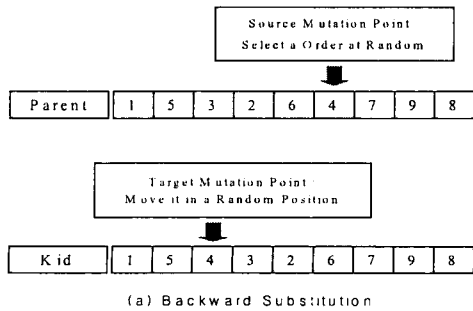 Source Mutation Point
Select a Order at Random
Parent 1 5 3 2 6 4 7 9 8
Target Mutation Point
Move it in a Random Position
Kid 1 5 4 3 2 6 7 9 8
(a) Backward Substitution